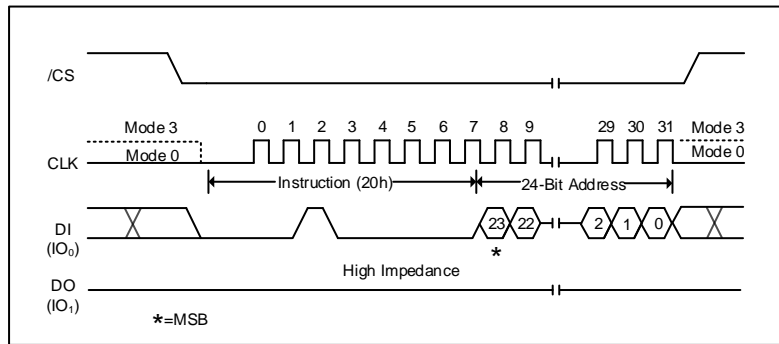 /CS
Mode 3
0 1 2 3 4 5 6 7 8 9
29 30 31
Mode 3
CLK
Mode 0
Mode 0
Instruction (20h)
24-Bit Address
DI
(IO0)
23 22
2 1 0
*
High Impedance
DO
(IO1)
*=MSB